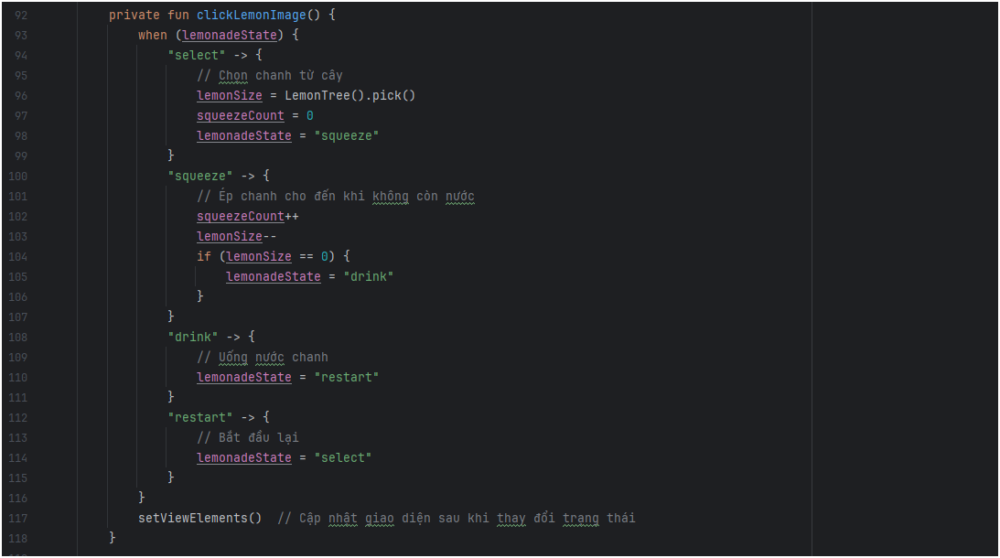 92 private fun clickLemonImage() {
93 when (lemonadeState) {
94 "select" -> {
95 // Chọn chanh từ cây
96 lemonSize = LemonTree().pick()
97 squeezeCount = 0
98 lemonadeState = "squeeze"
99 }
100 "squeeze" -> {
101 // Ép chanh cho đến khi không còn nước
102 squeezeCount++
103 lemonSize--
104 if (lemonSize == 0) {
105 lemonadeState = "drink"
106 }
107 }
108 "drink" -> {
109 // Uống nước chanh
110 lemonadeState = "restart"
111 }
112 "restart" -> {
113 // Bắt đầu lại
114 lemonadeState = "select"
115 }
116 }
117 setViewElements() // Cập nhật giao diện sau khi thay đổi trạng thái
118 }